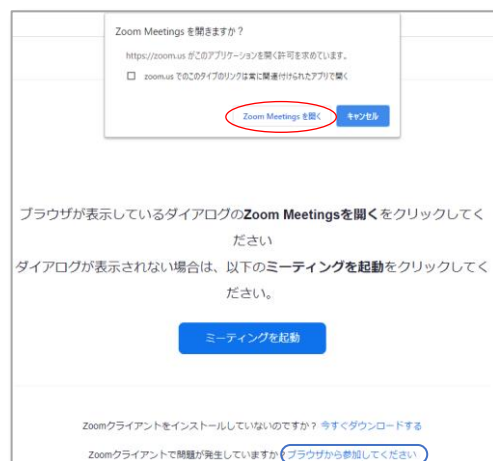 Zoom Meetings を開きますか？
https://zoom.us がこのアプリケーションを開く許可を求めています。
zoom.us でのこのタイプのリンクは常に関連付けられたアプリで開く
Zoom Meetings を開く キャンセル
ブラウザが表示しているダイアログのZoom Meetingsを開くをクリックしてく
ださい
ダイアログが表示されない場合は、以下のミーティングを起動をクリックしてく
ださい。
ミーティングを起動
Zoomクライアントをインストールしていないのですか？ 今すぐダウンロードする
Zoomクライアントで問題が発生していますか？ ブラウザから参加してください